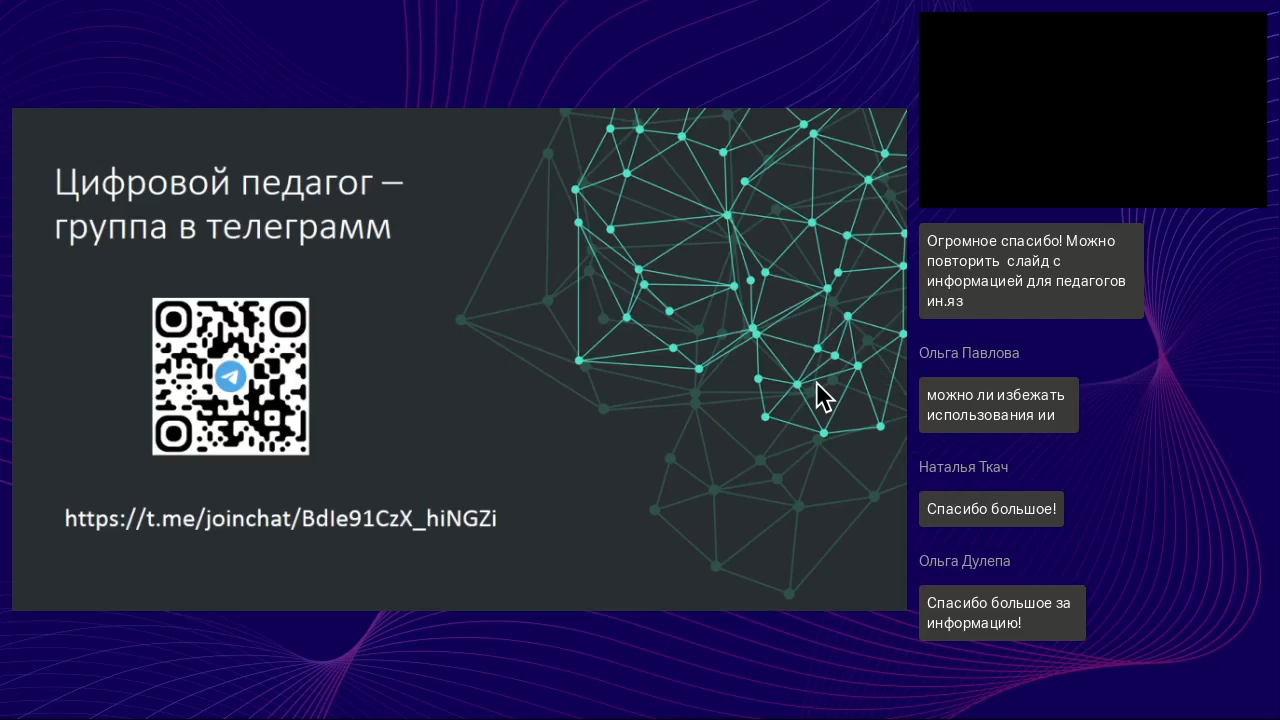 Цифровой педагог –
группа в телеграмм
https://t.me/joinchat/BdIe91CzX_hiNGZi
Огромное спасибо! Можно
повторить слайд с
информацией для педагогов
ин.яз
Ольга Павлова
можно ли избежать
использования ии
Наталья Ткач
Спасибо большое!
Ольга Дулепа
Спасибо большое за
информацию!